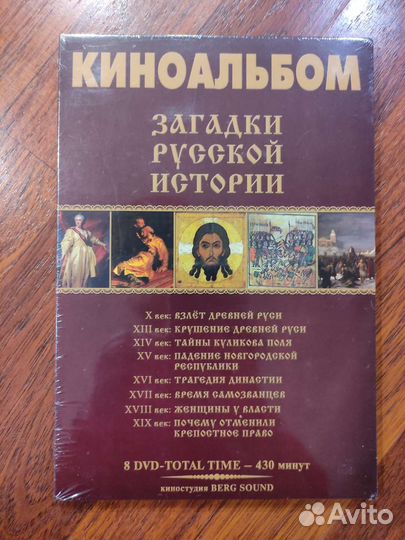 КИНОАЛЬБОМ
ЗАГАДКИ
РУССКОЙ
ИСТОРИИ
X век: ВЗЛЁТ ДРЕВНЕЙ РУСИ
XIII век: КРУШЕНИЕ ДРЕВНЕЙ РУСИ
XIV век: ТАЙНЫ КУЛИКОВА ПОЛЯ
XV век: ПАДЕНИЕ НОВГОРОДСКОЙ
РЕСПУБЛИКИ
XVI век: ТРАГЕДИЯ ДИНАСТИИ
XVII век: ВРЕМЯ САМОЗВАНЦЕВ
XVIII век: ЖЕНЩИНЫ У ВЛАСТИ
XIX век: ПОЧЕМУ ОТМЕНИЛИ
КРЕПОСТНОЕ ПРАВО
8 DVD-TOTAL TIME – 430 минут
киностудия BERG SOUND
Avito